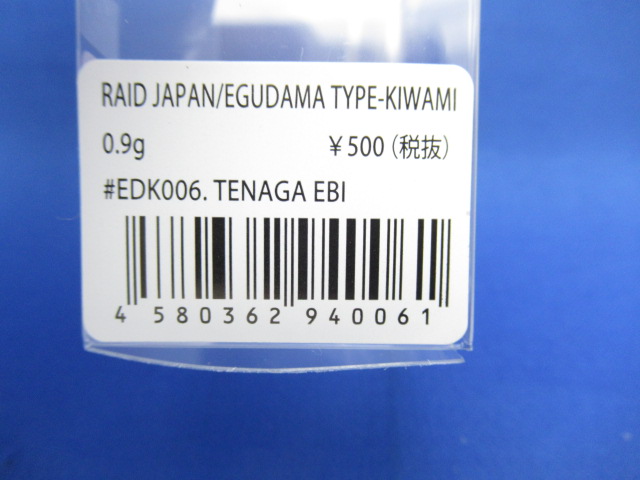 RAID JAPAN/EGUDAMA TYPE-KIWAMI
0.9g ¥500(税抜)
#EDK006. TENAGA EBI
4 580362 940061